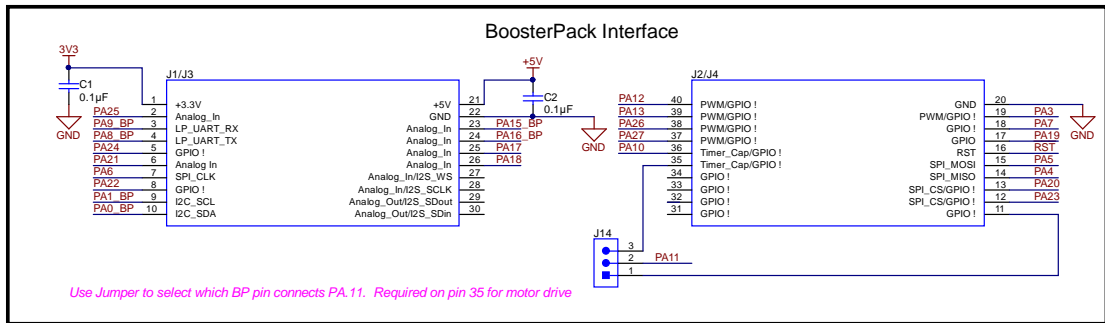 BoosterPack Interface
3V3
C1
0.1µF
GND
J1/J3
1 +3.3V +5V 21
PA25 2 Analog_In GND 22
PA9_BP 3 LP_UART_RX Analog_In 23 PA15_BP
PA8_BP 4 LP_UART_TX Analog_In 24 PA16_BP
PA24 5 GPIO ! Analog_In 25 PA17
PA21 6 Analog In Analog_In 26 PA18
PA6 7 SPI_CLK Analog_In/I2S_WS 27
PA22 8 GPIO ! Analog_In/I2S_SCLK 28
PA1_BP 9 I2C_SCL Analog_Out/I2S_SDout 29
PA0_BP 10 I2C_SDA Analog_Out/I2S_SDin 30
+5V
C2
0.1µF
GND
J2/J4
PA12 40 PWM/GPIO ! GND 20
PA13 39 PWM/GPIO ! PWM/GPIO ! 19 PA3
PA26 38 PWM/GPIO ! GPIO ! 18 PA7
PA27 37 PWM/GPIO ! GPIO 17 PA19
PA10 36 Timer_Cap/GPIO ! RST 16 RST
35 Timer_Cap/GPIO ! SPI_MOSI 15 PA5
34 GPIO ! SPI_MISO 14 PA4
33 GPIO ! SPI_CS/GPIO ! 13 PA20
32 GPIO ! SPI_CS/GPIO ! 12 PA23
31 GPIO ! GPIO ! 11
GND
J14
3
2 PA11
1
Use Jumper to select which BP pin connects PA.11. Required on pin 35 for motor drive